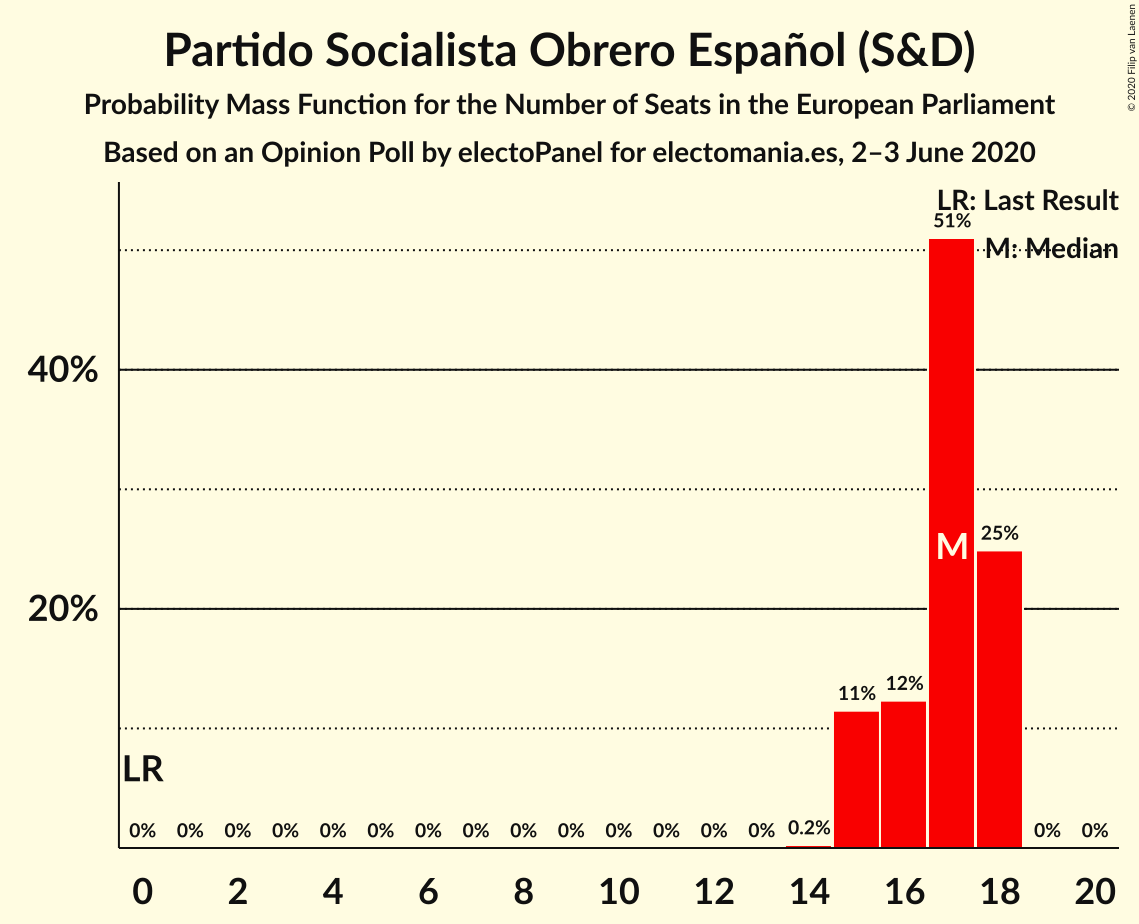 Partido Socialista Obrero Español (S&D)
Probability Mass Function for the Number of Seats in the European Parliament
Based on an Opinion Poll by electoPanel for electomania.es, 2–3 June 2020
© 2020 Filip van Laenen
LR: Last Result
M: Median
51%
40%
M
25%
20%
11%
12%
LR
0% 0% 0% 0% 0% 0% 0% 0% 0% 0% 0% 0% 0% 0% 0.2% 0% 0%
0 2 4 6 8 10 12 14 16 18 20